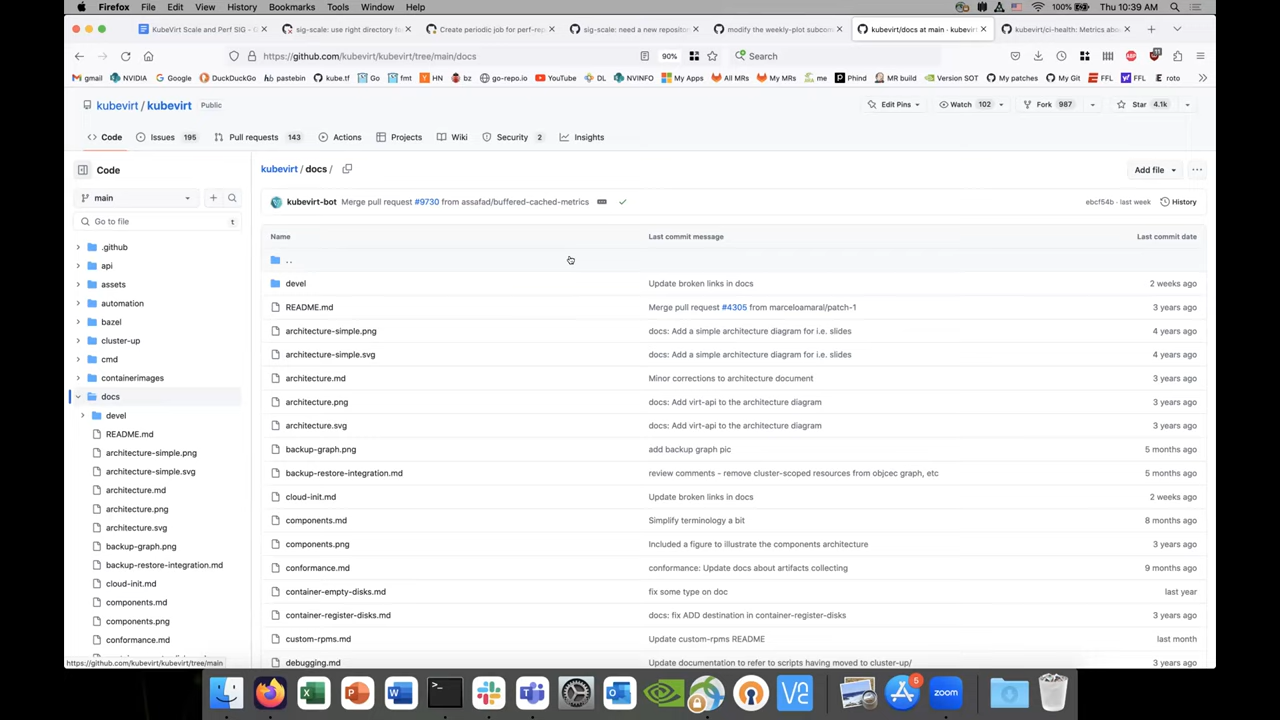 Firefox File Edit View History Bookmarks Tools Window Help 100% Thu Dec 7 10:39 AM
KubeVirt Scale and Perf SIG - G
sig-scale: use right directory fo
Create periodic job for perf-rep
sig-scale: need a new repositor
modify the weekly-plot subcom
kubevirt/docs at main · kubevirt
kubevirt/ci-health: Metrics abo
https://github.com/kubevirt/kubevirt/tree/main/docs 90% Search
gmail NVIDIA Google DuckDuckGo pastebin kube.tf Go fmt HN bz go-repo.io YouTube DL NVINFO My Apps All MRs My MRs me Phind MR build Version SOT My patches My Git FFL FFL roto
kubevirt / kubevirt Public Edit Pins Watch 102 Fork 987 Star 4.1k
Code Issues 195 Pull requests 143 Actions Projects Wiki Security 2 Insights
Code
main
Go to file t
.github
api
assets
automation
bazel
cluster-up
cmd
containerimages
docs
devel
README.md
architecture-simple.png
architecture-simple.svg
architecture.md
architecture.png
architecture.svg
backup-graph.png
backup-restore-integration.md
cloud-init.md
components.md
components.png
conformance.md
https://github.com/kubevirt/kubevirt/tree/main
kubevirt / docs / Add file
kubevirt-bot Merge pull request #9730 from assafad/buffered-cached-metrics ebcf54b · last week History
Name Last commit message Last commit date
..
devel Update broken links in docs 2 weeks ago
README.md Merge pull request #4305 from marceloamaral/patch-1 3 years ago
architecture-simple.png docs: Add a simple architecture diagram for i.e. slides 4 years ago
architecture-simple.svg docs: Add a simple architecture diagram for i.e. slides 4 years ago
architecture.md Minor corrections to architecture document 3 years ago
architecture.png docs: Add virt-api to the architecture diagram 3 years ago
architecture.svg docs: Add virt-api to the architecture diagram 3 years ago
backup-graph.png add backup graph pic 5 months ago
backup-restore-integration.md review comments - remove cluster-scoped resources from objcec graph, etc 5 months ago
cloud-init.md Update broken links in docs 2 weeks ago
components.md Simplify terminology a bit 8 months ago
components.png Included a figure to illustrate the components architecture 3 years ago
conformance.md conformance: Update docs about artifacts collecting 9 months ago
container-empty-disks.md fix some type on doc last year
container-register-disks.md docs: fix ADD destination in container-register-disks 3 years ago
custom-rpms.md Update custom-rpms README last month
debugging.md Update documentation to refer to scripts having moved to cluster-up/ 3 years ago
5
zoom